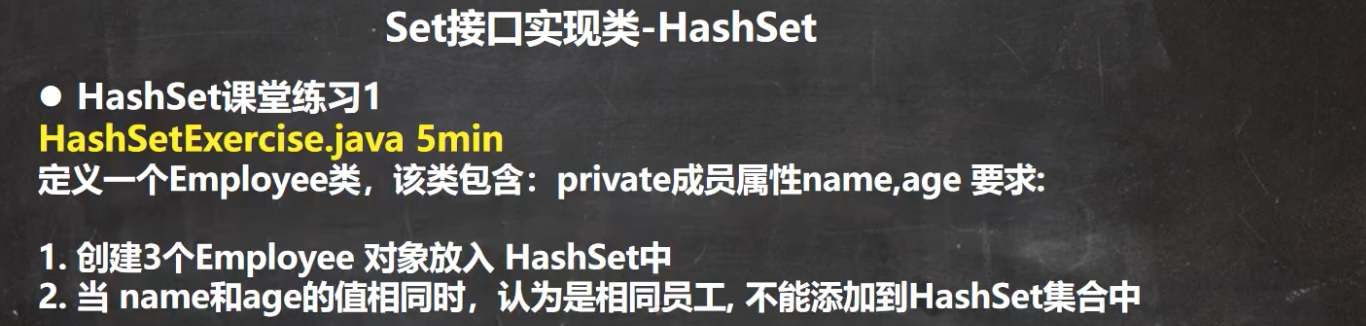 Set接口实现类-HashSet
● HashSet课堂练习1
HashSetExercise.java 5min
定义一个Employee类，该类包含：private成员属性name,age 要求:
1. 创建3个Employee 对象放入 HashSet中
2. 当 name和age的值相同时，认为是相同员工, 不能添加到HashSet集合中